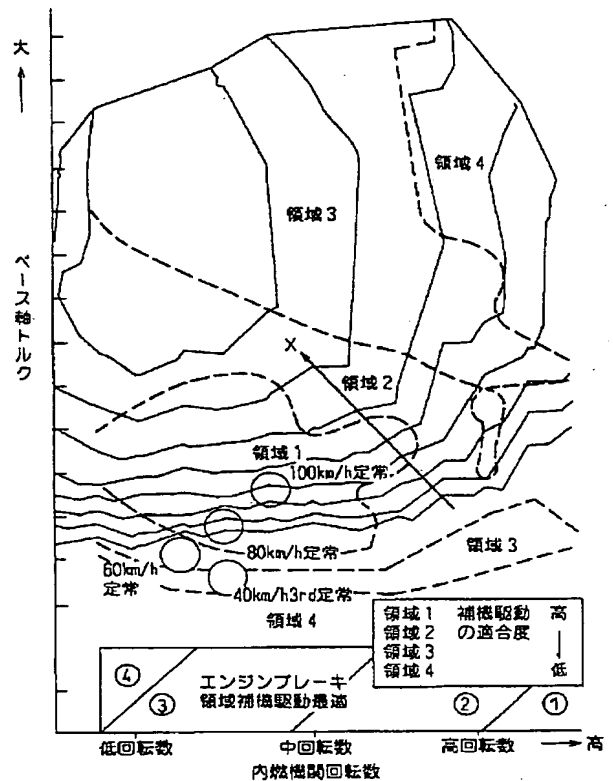 大
ベース軸トルク
領域3
領域4
X
領域2
領域1
100km/h定常
80km/h定常
60km/h
定常
40km/h3rd定常
領域3
領域4
領域1 補機駆動 高
領域2 の適合度
領域3
領域4 低
④
③
エンジンブレーキ
領域補機駆動最適
②
①
低回転数
中回転数
高回転数
高
内燃機関回転数